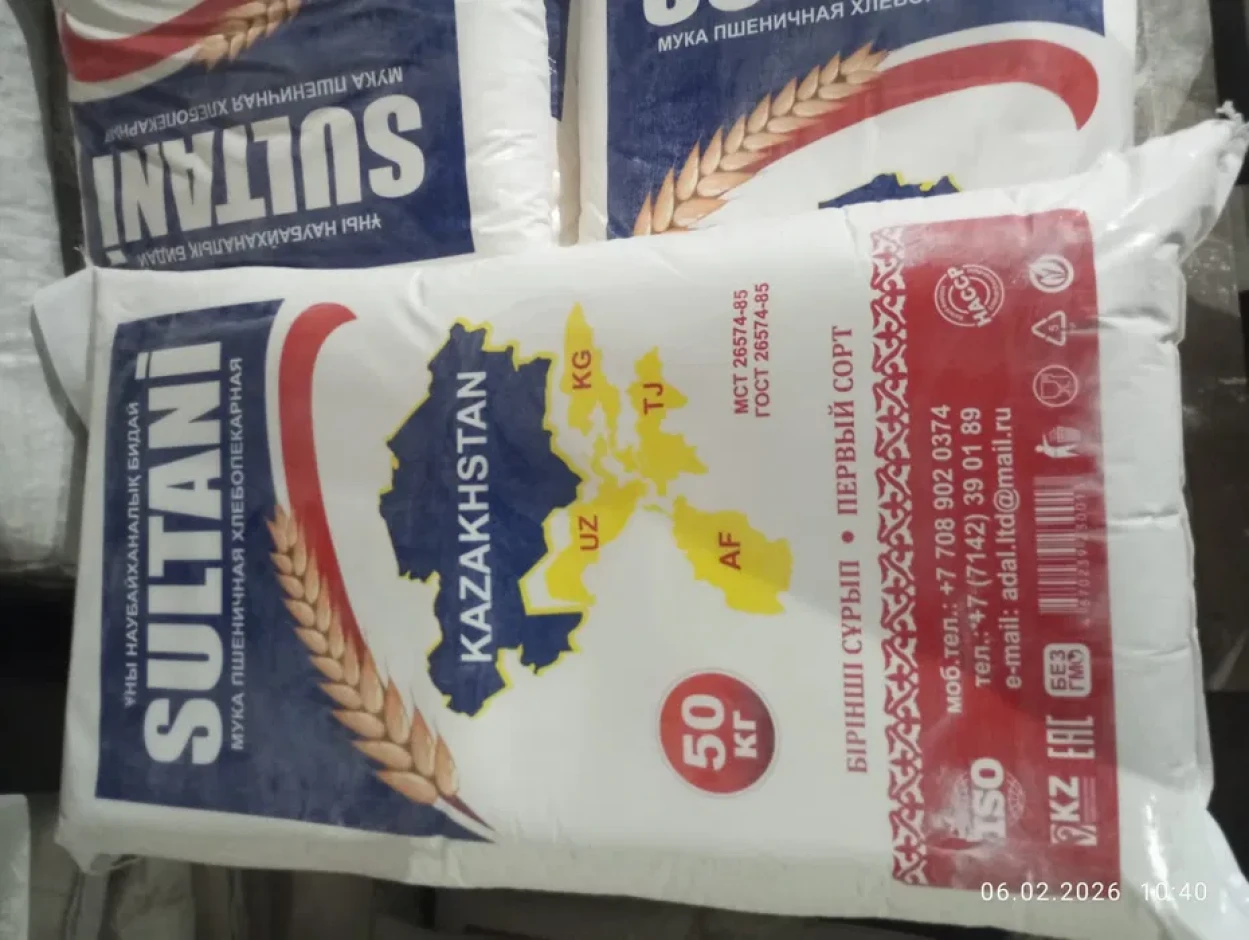 ҰНЫ НАУБАЙХАНАЛЫҚ БИДАЙ
SULTANİ
МУКА ПШЕНИЧНАЯ ХЛЕБОПЕКАРНАЯ
KAZAKHSTAN
KG
TJ
UZ
AF
МСТ 26574-85
ГОСТ 26574-85
50
КГ
БІРІНШІ СҰРЫП • ПЕРВЫЙ СОРТ
моб.тел.: +7 708 902 0374
тел.: +7 (7142) 39 01 89
e-mail: adal.ltd@mail.ru
ISO
HACCP
KZ
EAC
БЕЗ
ГМО
5
ҰНЫ НАУБАЙХАНАЛЫҚ БИДАЙ
SULTANİ
МУКА ПШЕНИЧНАЯ ХЛЕБОПЕКАРНАЯ
МУКА ПШЕНИЧНАЯ
06.02.2026 10:40